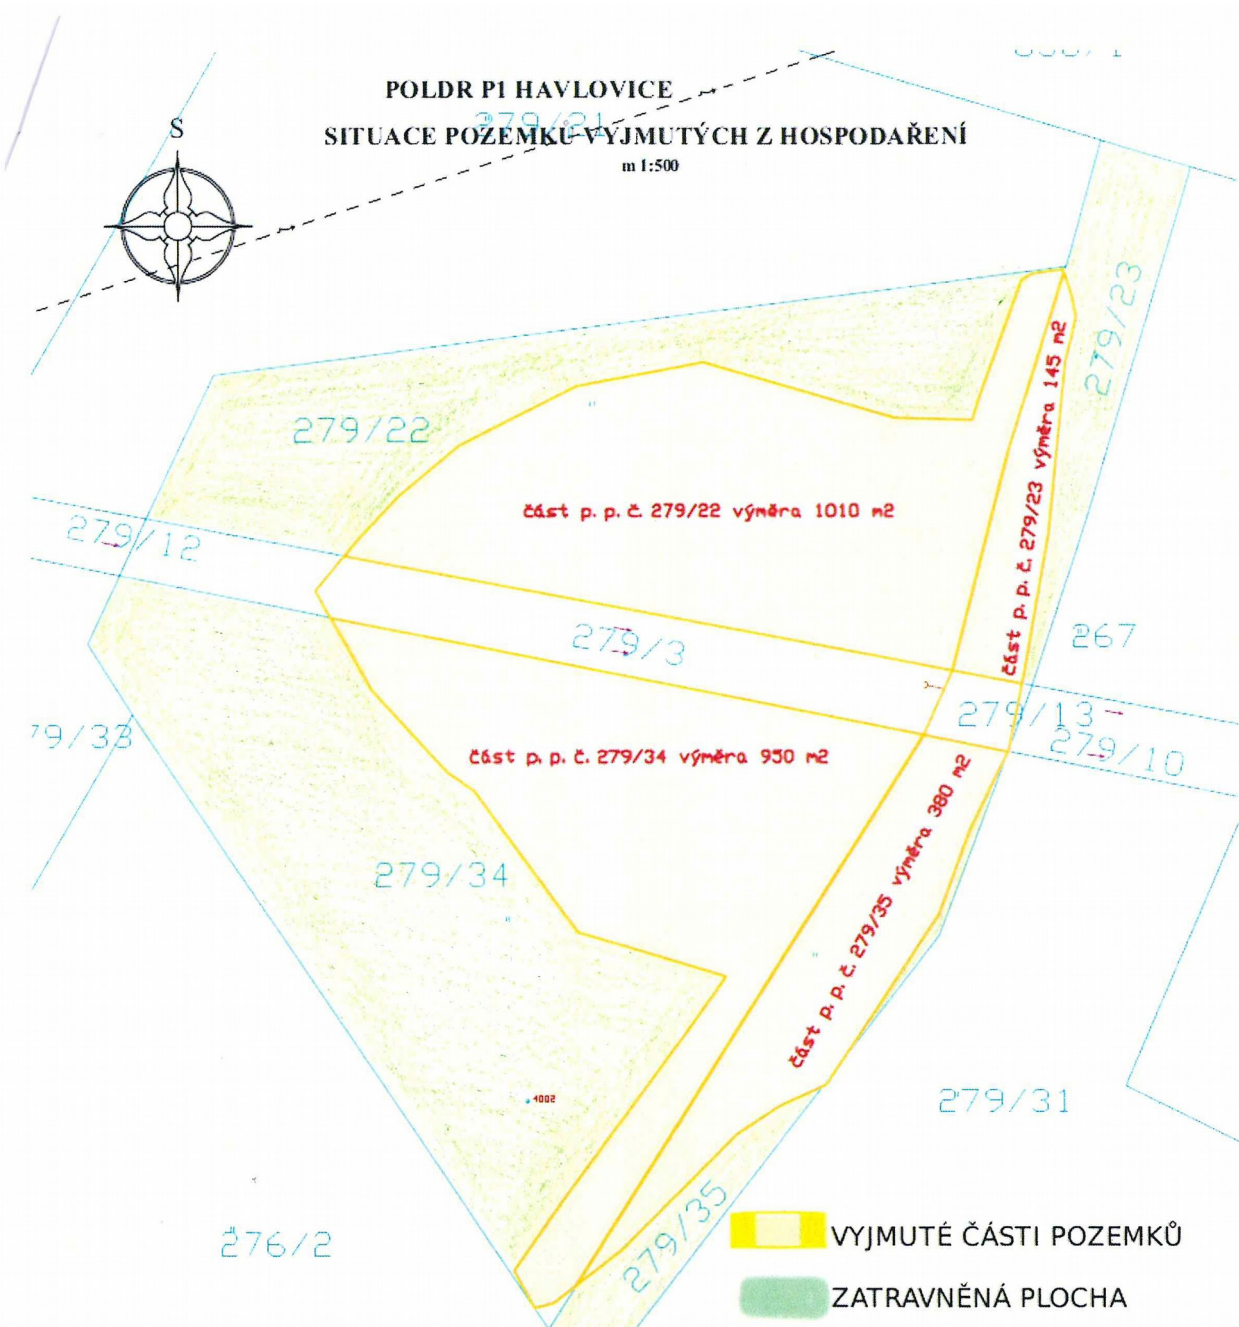 POLDR P1 HAVLOVICE
279/21
SITUACE POZEMKŮ VYJMUTÝCH Z HOSPODAŘENÍ
m 1:500
S
279/23
279/22
část p. p. č. 279/23 výměra 145 m2
část p. p. č. 279/22 výměra 1010 m2
279/12
279/3
267
279/13
279/10
79/33
část p. p. č. 279/34 výměra 950 m2
279/34
část p. p. č. 279/35 výměra 380 m2
4002
279/31
279/35
276/2
VYJMUTÉ ČÁSTI POZEMKŮ
ZATRAVNĚNÁ PLOCHA